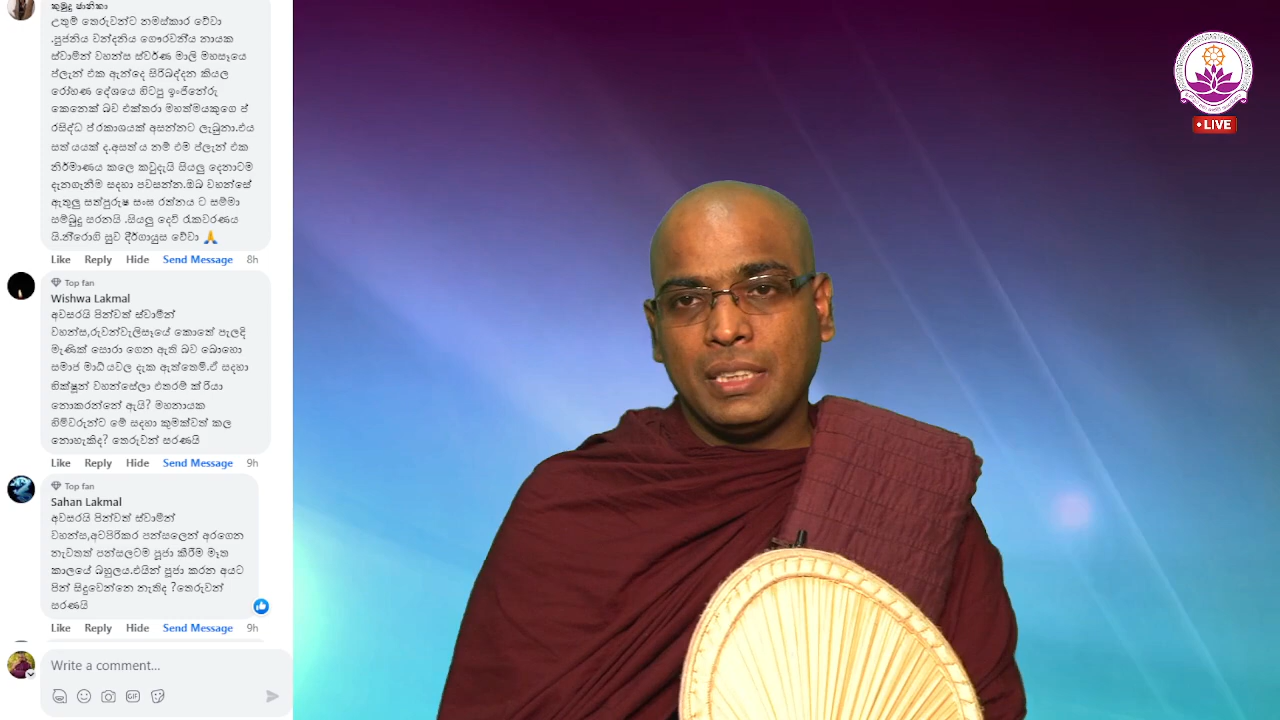 කුමුදු ජානිකා
උතුම් තෙරුවන්ට නමස්කාර වේවා
.පුජනිය වන්දනිය ගෞරවනීය නායක
ස්වාමීන් වහන්ස ස්වර්ණ මාලි මහසෑයෙ
ප්ලෑන් එක ඇන්දෙ සිරිබද්දන කියල
රෝහණ දේශයෙ හිටපු ඉංජිනේරු
කෙනෙක් බව එක්තරා මහත්මයකුගෙ ප්
රසිද්ධ ප්රකාශයක් අසන්නට ලැබුනා.එය
සත්යයක් ද.අසත්ය නම් එම ප්ලෑන් එක
නිර්මාණය කලෙ කවුදැයි සියලු දෙනාටම
දැනගැනීම සදහා පවසන්න.ඔබ වහන්සේ
ඇතුලු සත්පුරුෂ සංඝ රත්නය ට සම්මා
සම්බුදු සරනයි .සියලු දෙවි රැකවරණය
යි.නිරෝගි සුව දීර්ගායුස වේවා 🙏
Like Reply Hide Send Message 8h
Top fan
Wishwa Lakmal
අවසරයි පින්වත් ස්වාමීන්
වහන්ස,රුවන්වැලිසෑයේ කොතේ පැලඳි
මැණික් සොරා ගෙන ඇති බව බොහො
සමාජ මාධ්යවල දැක ඇත්තෙමි.ඒ සදහා
භික්ෂූන් වහන්සේලා එතරම් ක්රියා
නොකරන්නේ ඇයි? මහනායක
හිමිවරුන්ට මේ සදහා කුමක්වත් කල
නොහැකිද? තෙරුවන් සරණයි
Like Reply Hide Send Message 9h
Top fan
Sahan Lakmal
අවසරයි පින්වත් ස්වාමීන්
වහන්ස,අටපිරිකර පන්සලෙන් අරගෙන
නැවතත් පන්සලටම පූජා කිරීම මෑත
කාලයේ බහුලය.එයින් පූජා කරන අයට
පින් සිදුවෙන්නෙ නැතිද ?තෙරුවන්
සරණයි
Like Reply Hide Send Message 9h
Write a comment...
GIF
LIVE